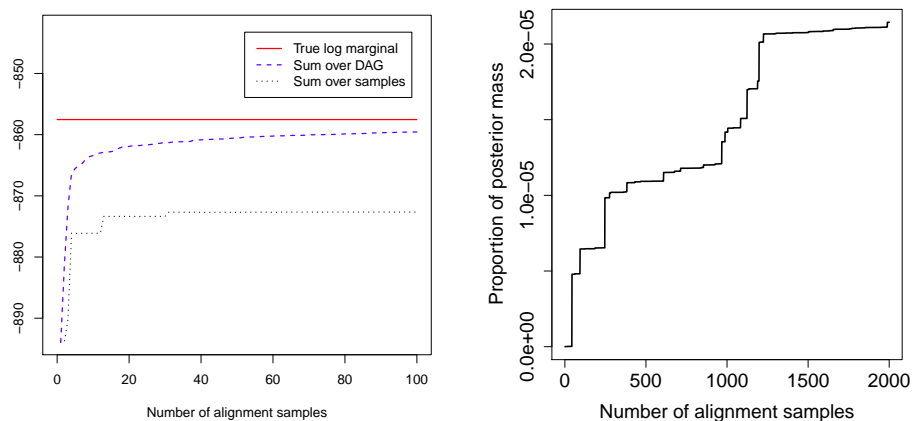 −850
−860
−870
−880
−890
0
20
40
60
80
100
Number of alignment samples
True log marginal
Sum over DAG
Sum over samples
Proportion of posterior mass
0.0e+00
1.0e−05
2.0e−05
0
500
1000
1500
2000
Number of alignment samples